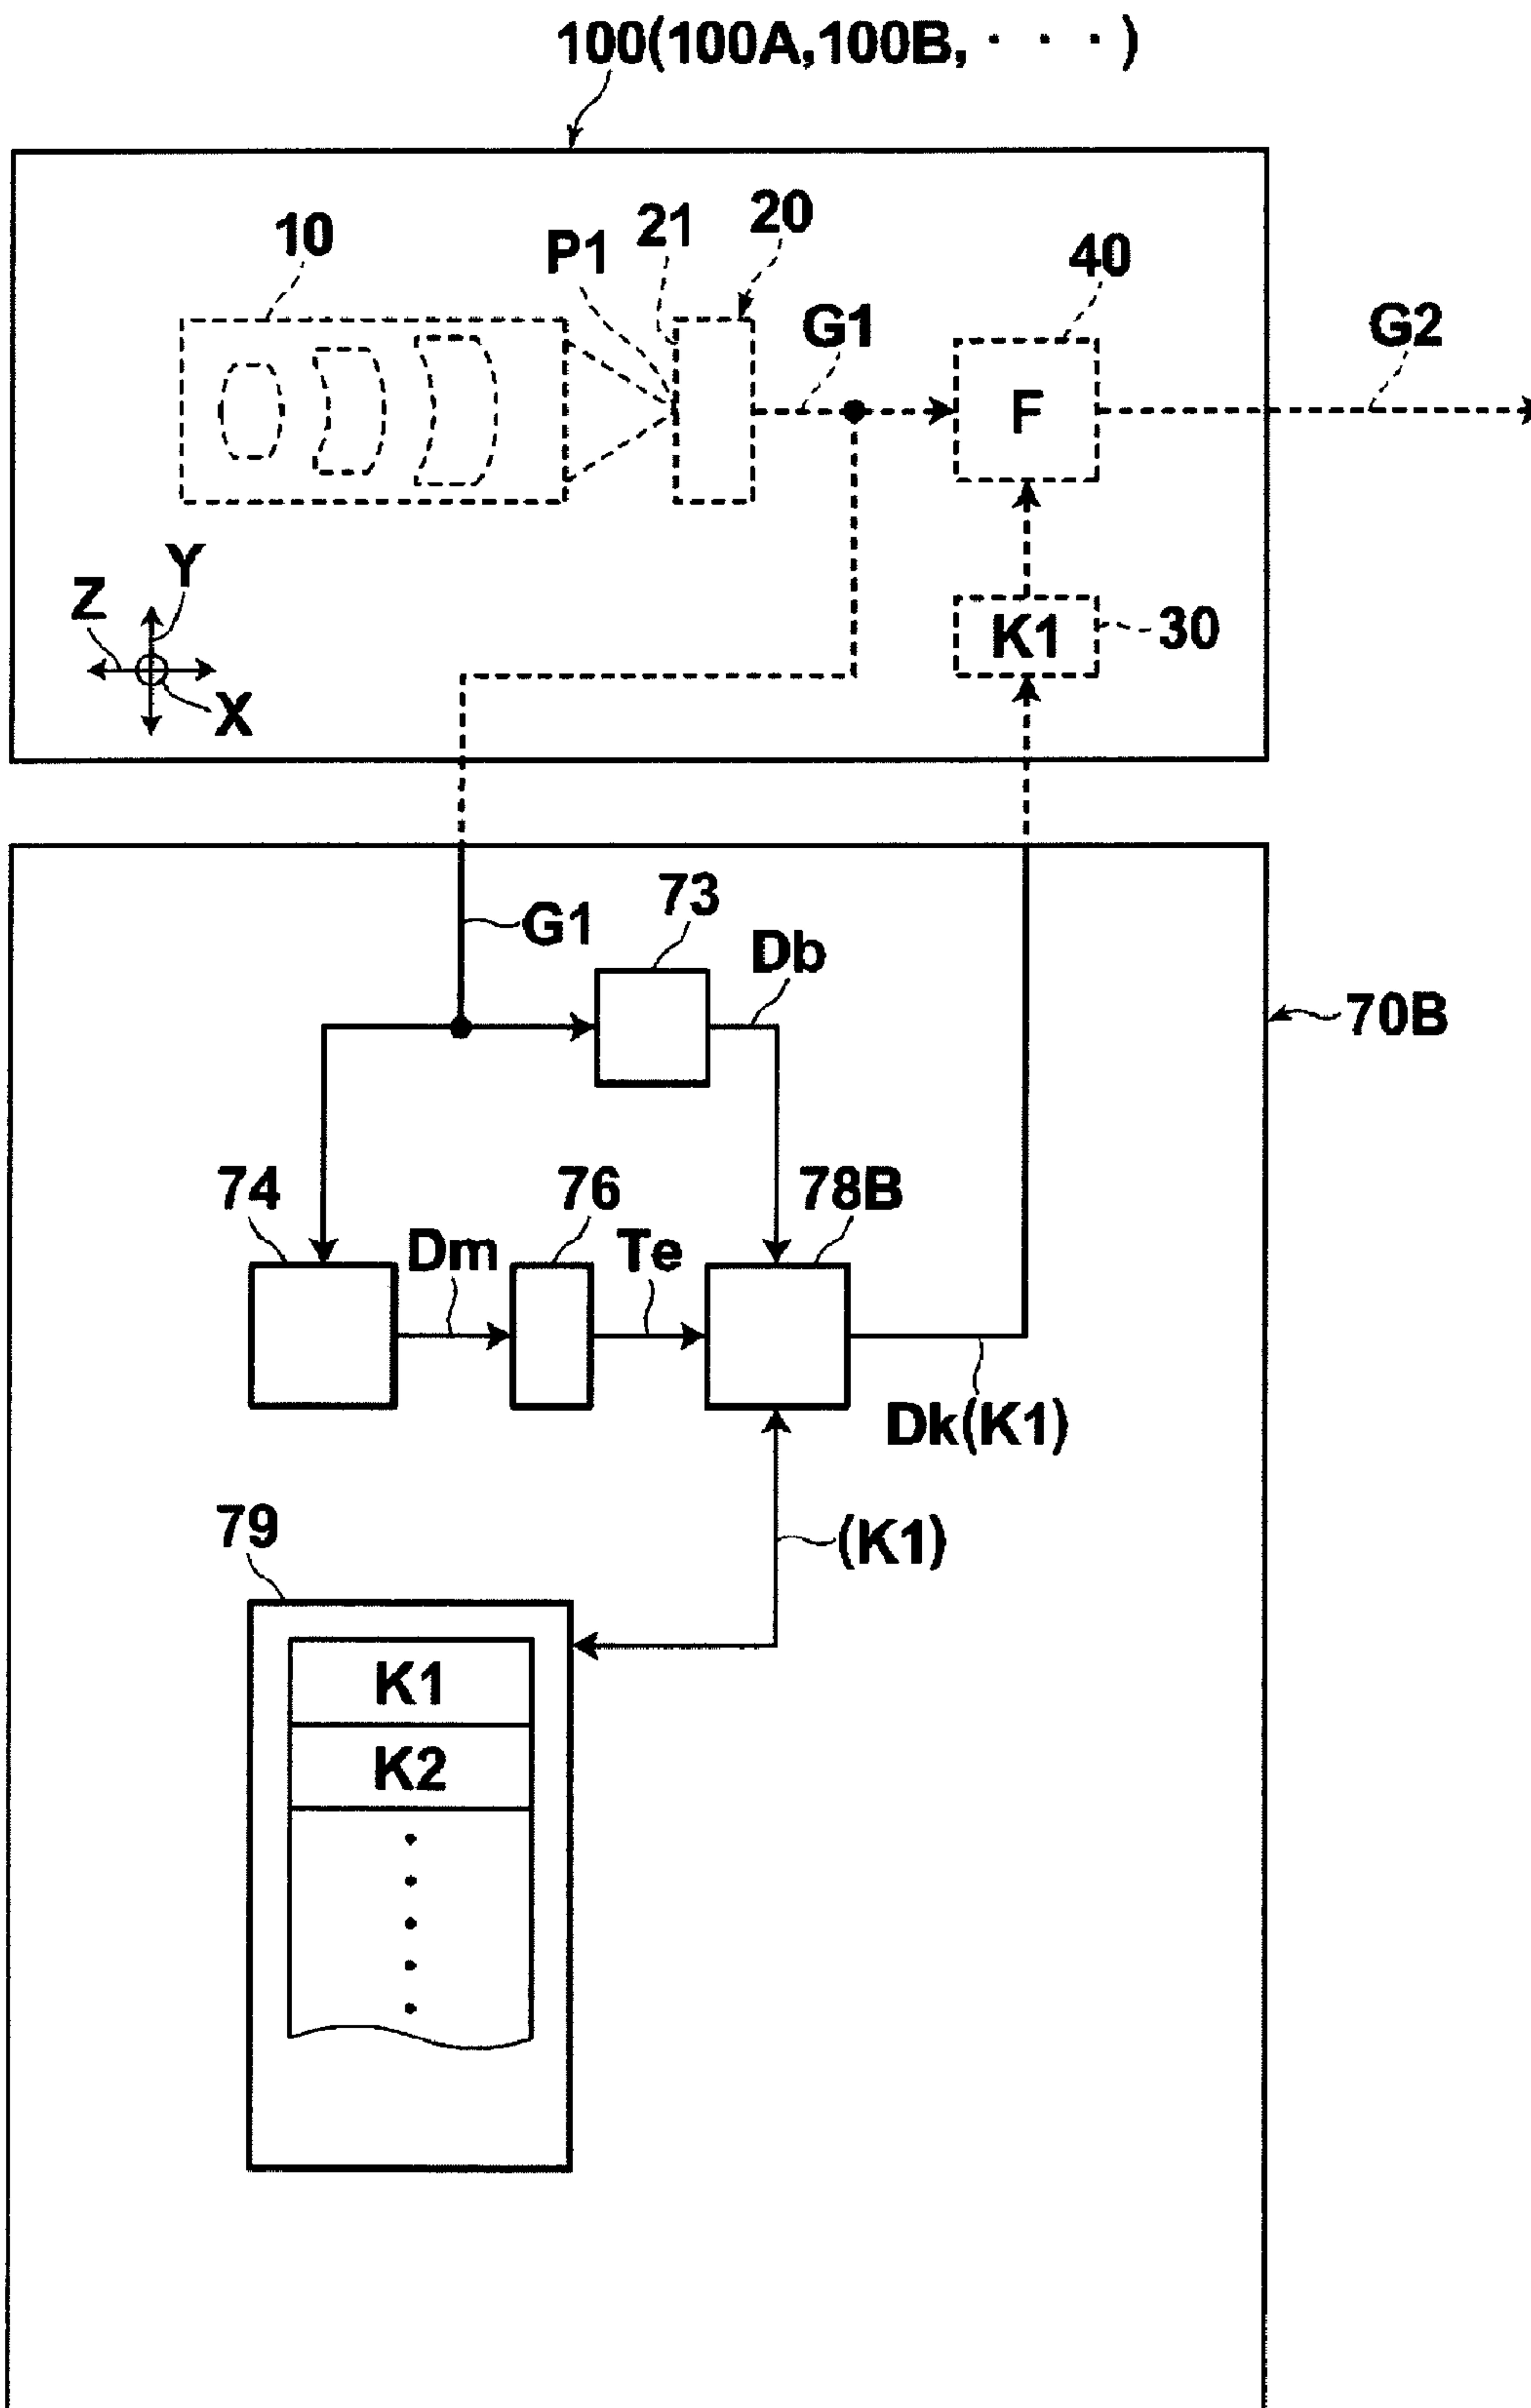 100(100A,100B, · · · )
10
P1
21
20
G1
40
G2
F
Y
Z
X
K1
30
G1
73
Db
70B
74
Dm
76
Te
78B
Dk(K1)
(K1)
79
K1
K2